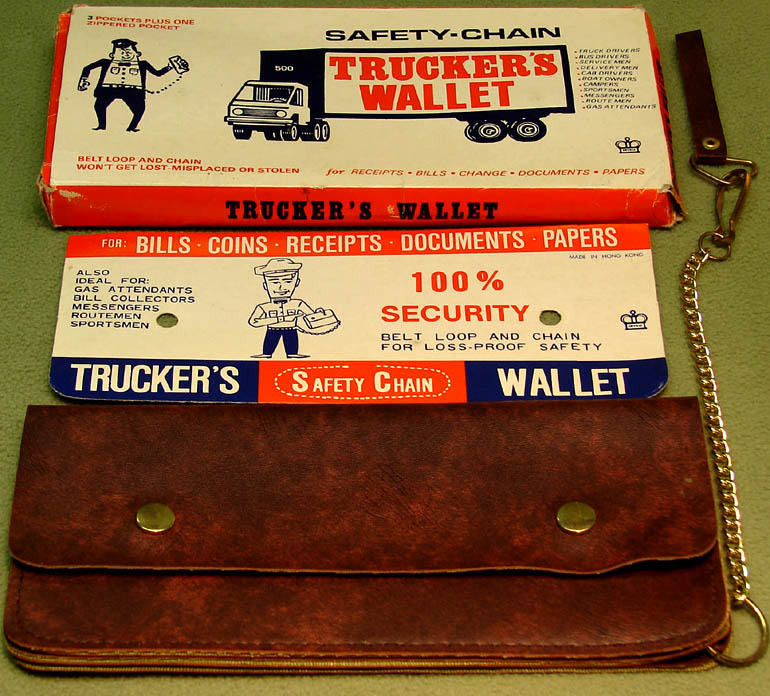 3 POCKETS PLUS ONE
ZIPPERED POCKET
SAFETY-CHAIN
500
TRUCKER'S
WALLET
• TRUCK DRIVERS
• BUS DRIVERS
• SERVICE MEN
• DELIVERY MEN
• CAB DRIVERS
• BOAT OWNERS
• CAMPERS
• SPORTSMEN
• MESSENGERS
• ROUTE MEN
• GAS ATTENDANTS
BELT LOOP AND CHAIN
WON'T GET LOST-MISPLACED OR STOLEN
for RECEIPTS • BILLS • CHANGE • DOCUMENTS • PAPERS
TRUCKER'S WALLET
FOR: BILLS · COINS · RECEIPTS · DOCUMENTS · PAPERS
MADE IN HONG KONG
ALSO
IDEAL FOR:
GAS ATTENDANTS
BILL COLLECTORS
MESSENGERS
ROUTEMEN
SPORTSMEN
100%
SECURITY
BELT LOOP AND CHAIN
FOR LOSS-PROOF SAFETY
TRUCKER'S
SAFETY CHAIN
WALLET